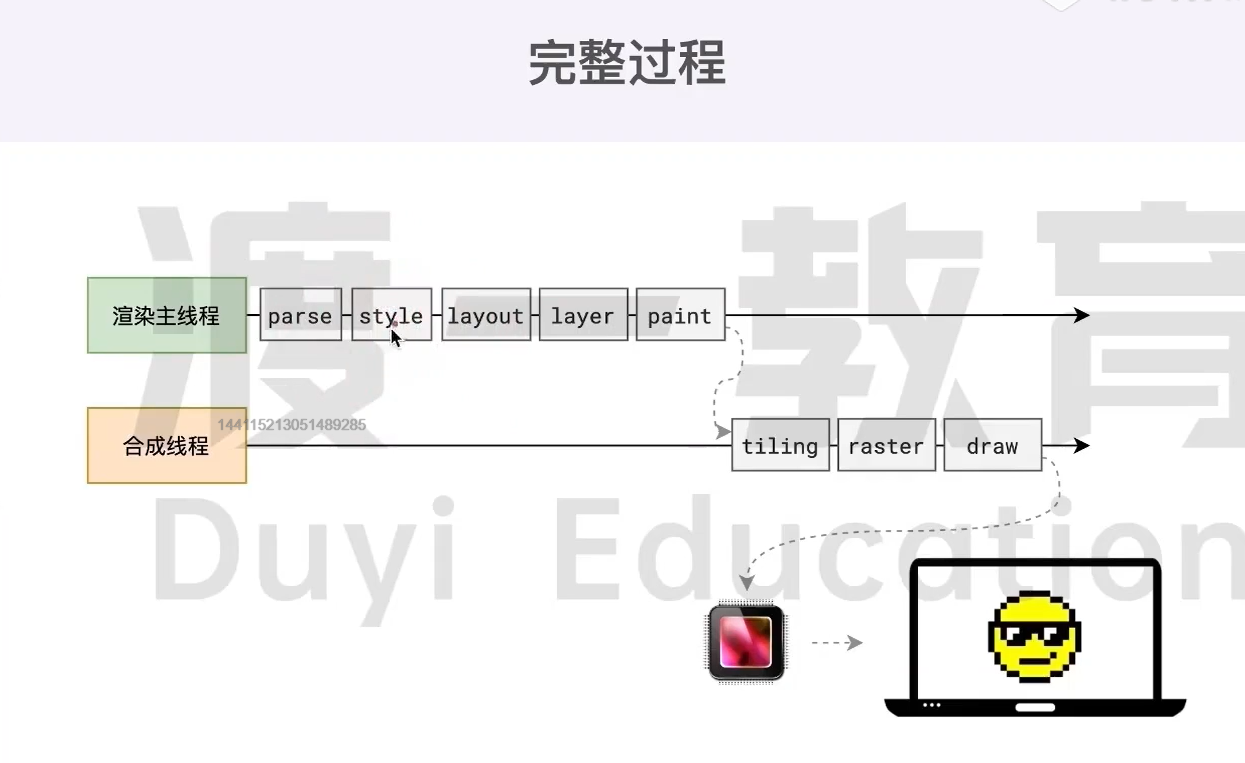 完整过程
渡一教育
渲染主线程 parse style layout layer paint
144115213051489285
合成线程 tiling raster draw
Duyi Education